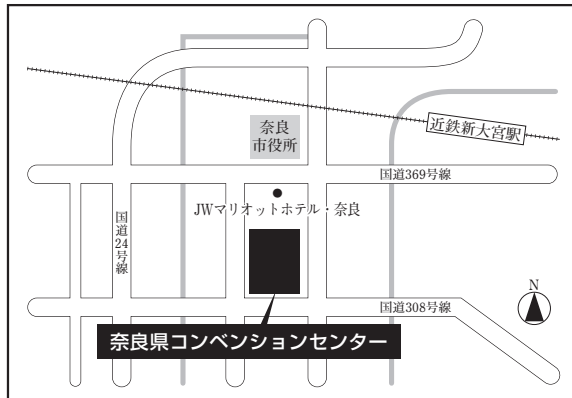 奈良
市役所
近鉄新大宮駅
国道369号線
JWマリオットホテル・奈良
国道24号線
N
国道308号線
奈良県コンベンションセンター